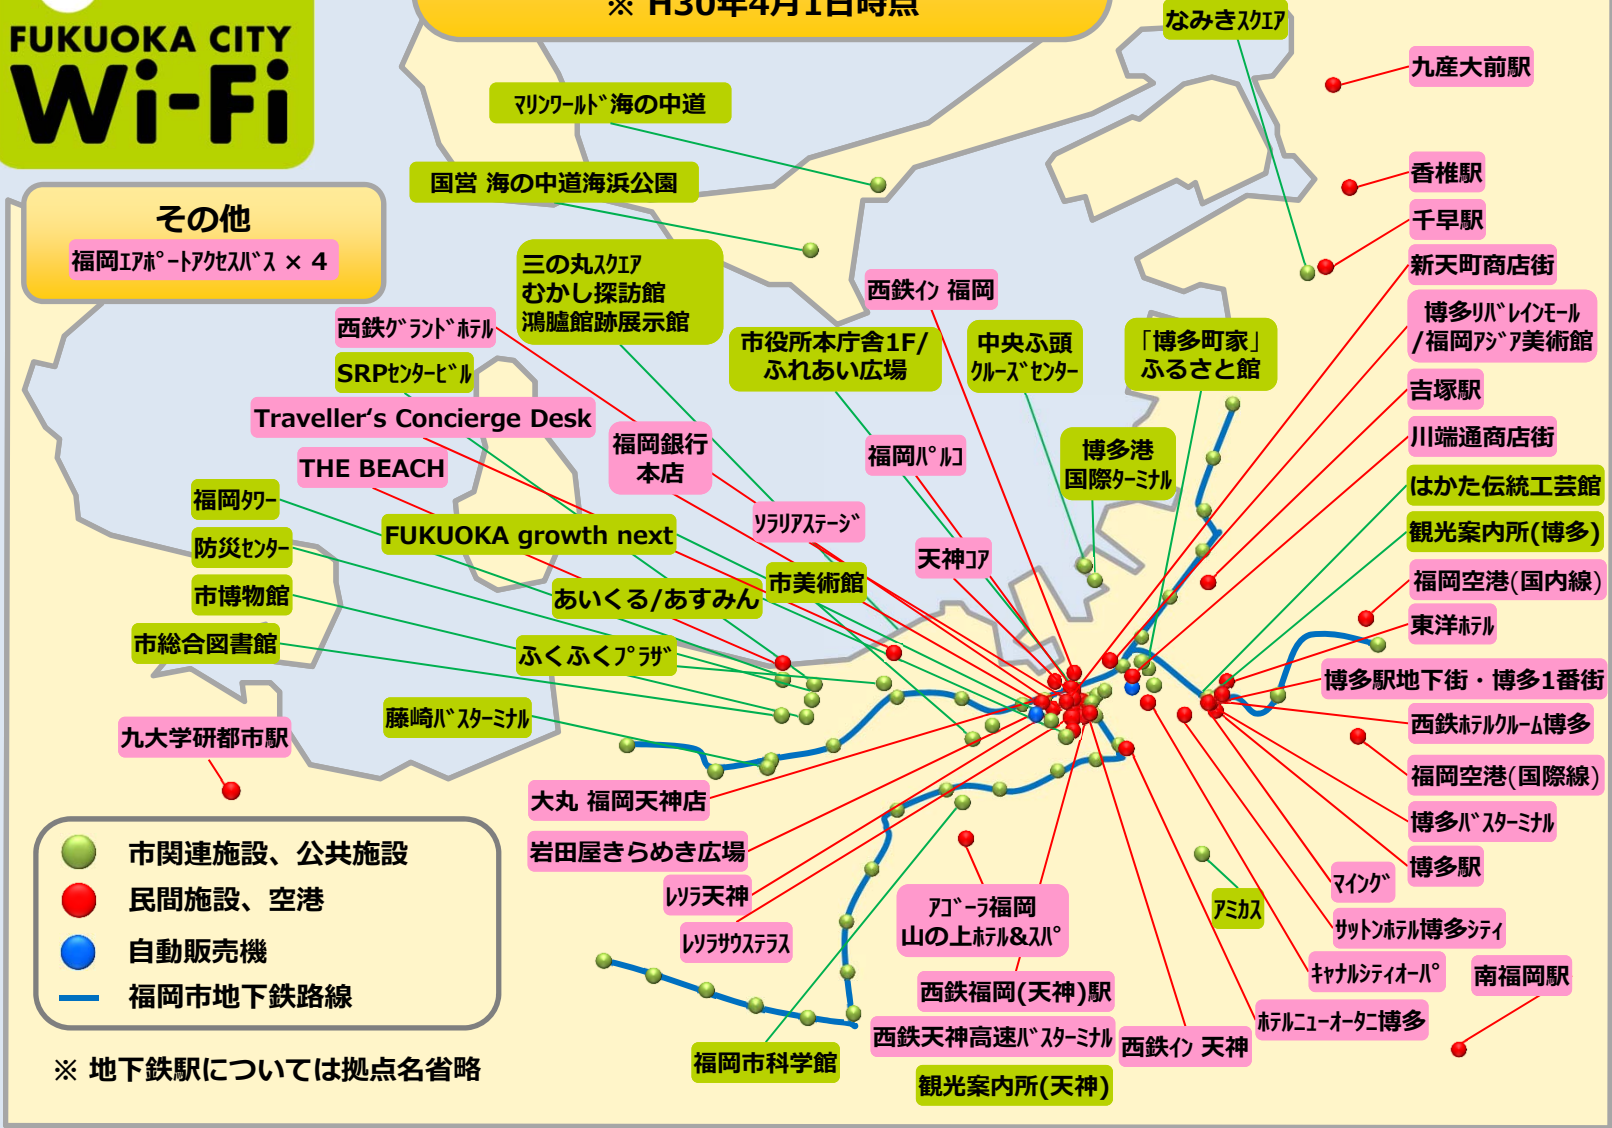 ※ H30年4月1日時点
FUKUOKA CITY
Wi-Fi
その他
福岡ｴｱﾎﾟｰﾄｱｸｾｽﾊﾞｽ × 4
なみきｽｸｴｱ
九産大前駅
ﾏﾘﾝﾜｰﾙﾄﾞ海の中道
国営 海の中道海浜公園
香椎駅
千早駅
三の丸ｽｸｴｱ
むかし探訪館
鴻臚館跡展示館
新天町商店街
西鉄ｲﾝ 福岡
西鉄ｸﾞﾗﾝﾄﾞﾎﾃﾙ
市役所本庁舎1F/
ふれあい広場
中央ふ頭
ｸﾙｰｽﾞｾﾝﾀｰ
「博多町家」
ふるさと館
博多ﾘﾊﾞﾚｲﾝﾓｰﾙ
/福岡ｱｼﾞｱ美術館
SRPｾﾝﾀｰﾋﾞﾙ
吉塚駅
Traveller‘s Concierge Desk
福岡銀行
本店
福岡ﾊﾟﾙｺ
博多港
国際ﾀｰﾐﾅﾙ
川端通商店街
THE BEACH
はかた伝統工芸館
福岡ﾀﾜｰ
FUKUOKA growth next
ｿﾗﾘｱｽﾃｰｼﾞ
観光案内所(博多)
防災ｾﾝﾀｰ
天神ｺｱ
福岡空港(国内線)
市博物館
あいくる/あすみん
市美術館
東洋ﾎﾃﾙ
市総合図書館
ふくふくﾌﾟﾗｻﾞ
博多駅地下街・博多1番街
藤崎ﾊﾞｽﾀｰﾐﾅﾙ
西鉄ﾎﾃﾙｸﾙｰﾑ博多
九大学研都市駅
福岡空港(国際線)
大丸 福岡天神店
博多ﾊﾞｽﾀｰﾐﾅﾙ
岩田屋きらめき広場
博多駅
ﾚｿﾗ天神
ﾏｲﾝｸﾞ
ﾚｿﾗｻｳｽﾃﾗｽ
ｱｺﾞｰﾗ福岡
山の上ﾎﾃﾙ&ｽﾊﾟ
ｱﾐｶｽ
ｻｯﾄﾝﾎﾃﾙ博多ｼﾃｨ
ｷｬﾅﾙｼﾃｨｵｰﾊﾟ
南福岡駅
西鉄福岡(天神)駅
ﾎﾃﾙﾆｭｰｵｰﾀﾆ博多
西鉄天神高速ﾊﾞｽﾀｰﾐﾅﾙ
西鉄ｲﾝ 天神
福岡市科学館
観光案内所(天神)
市関連施設、公共施設
民間施設、空港
自動販売機
福岡市地下鉄路線
※ 地下鉄駅については拠点名省略